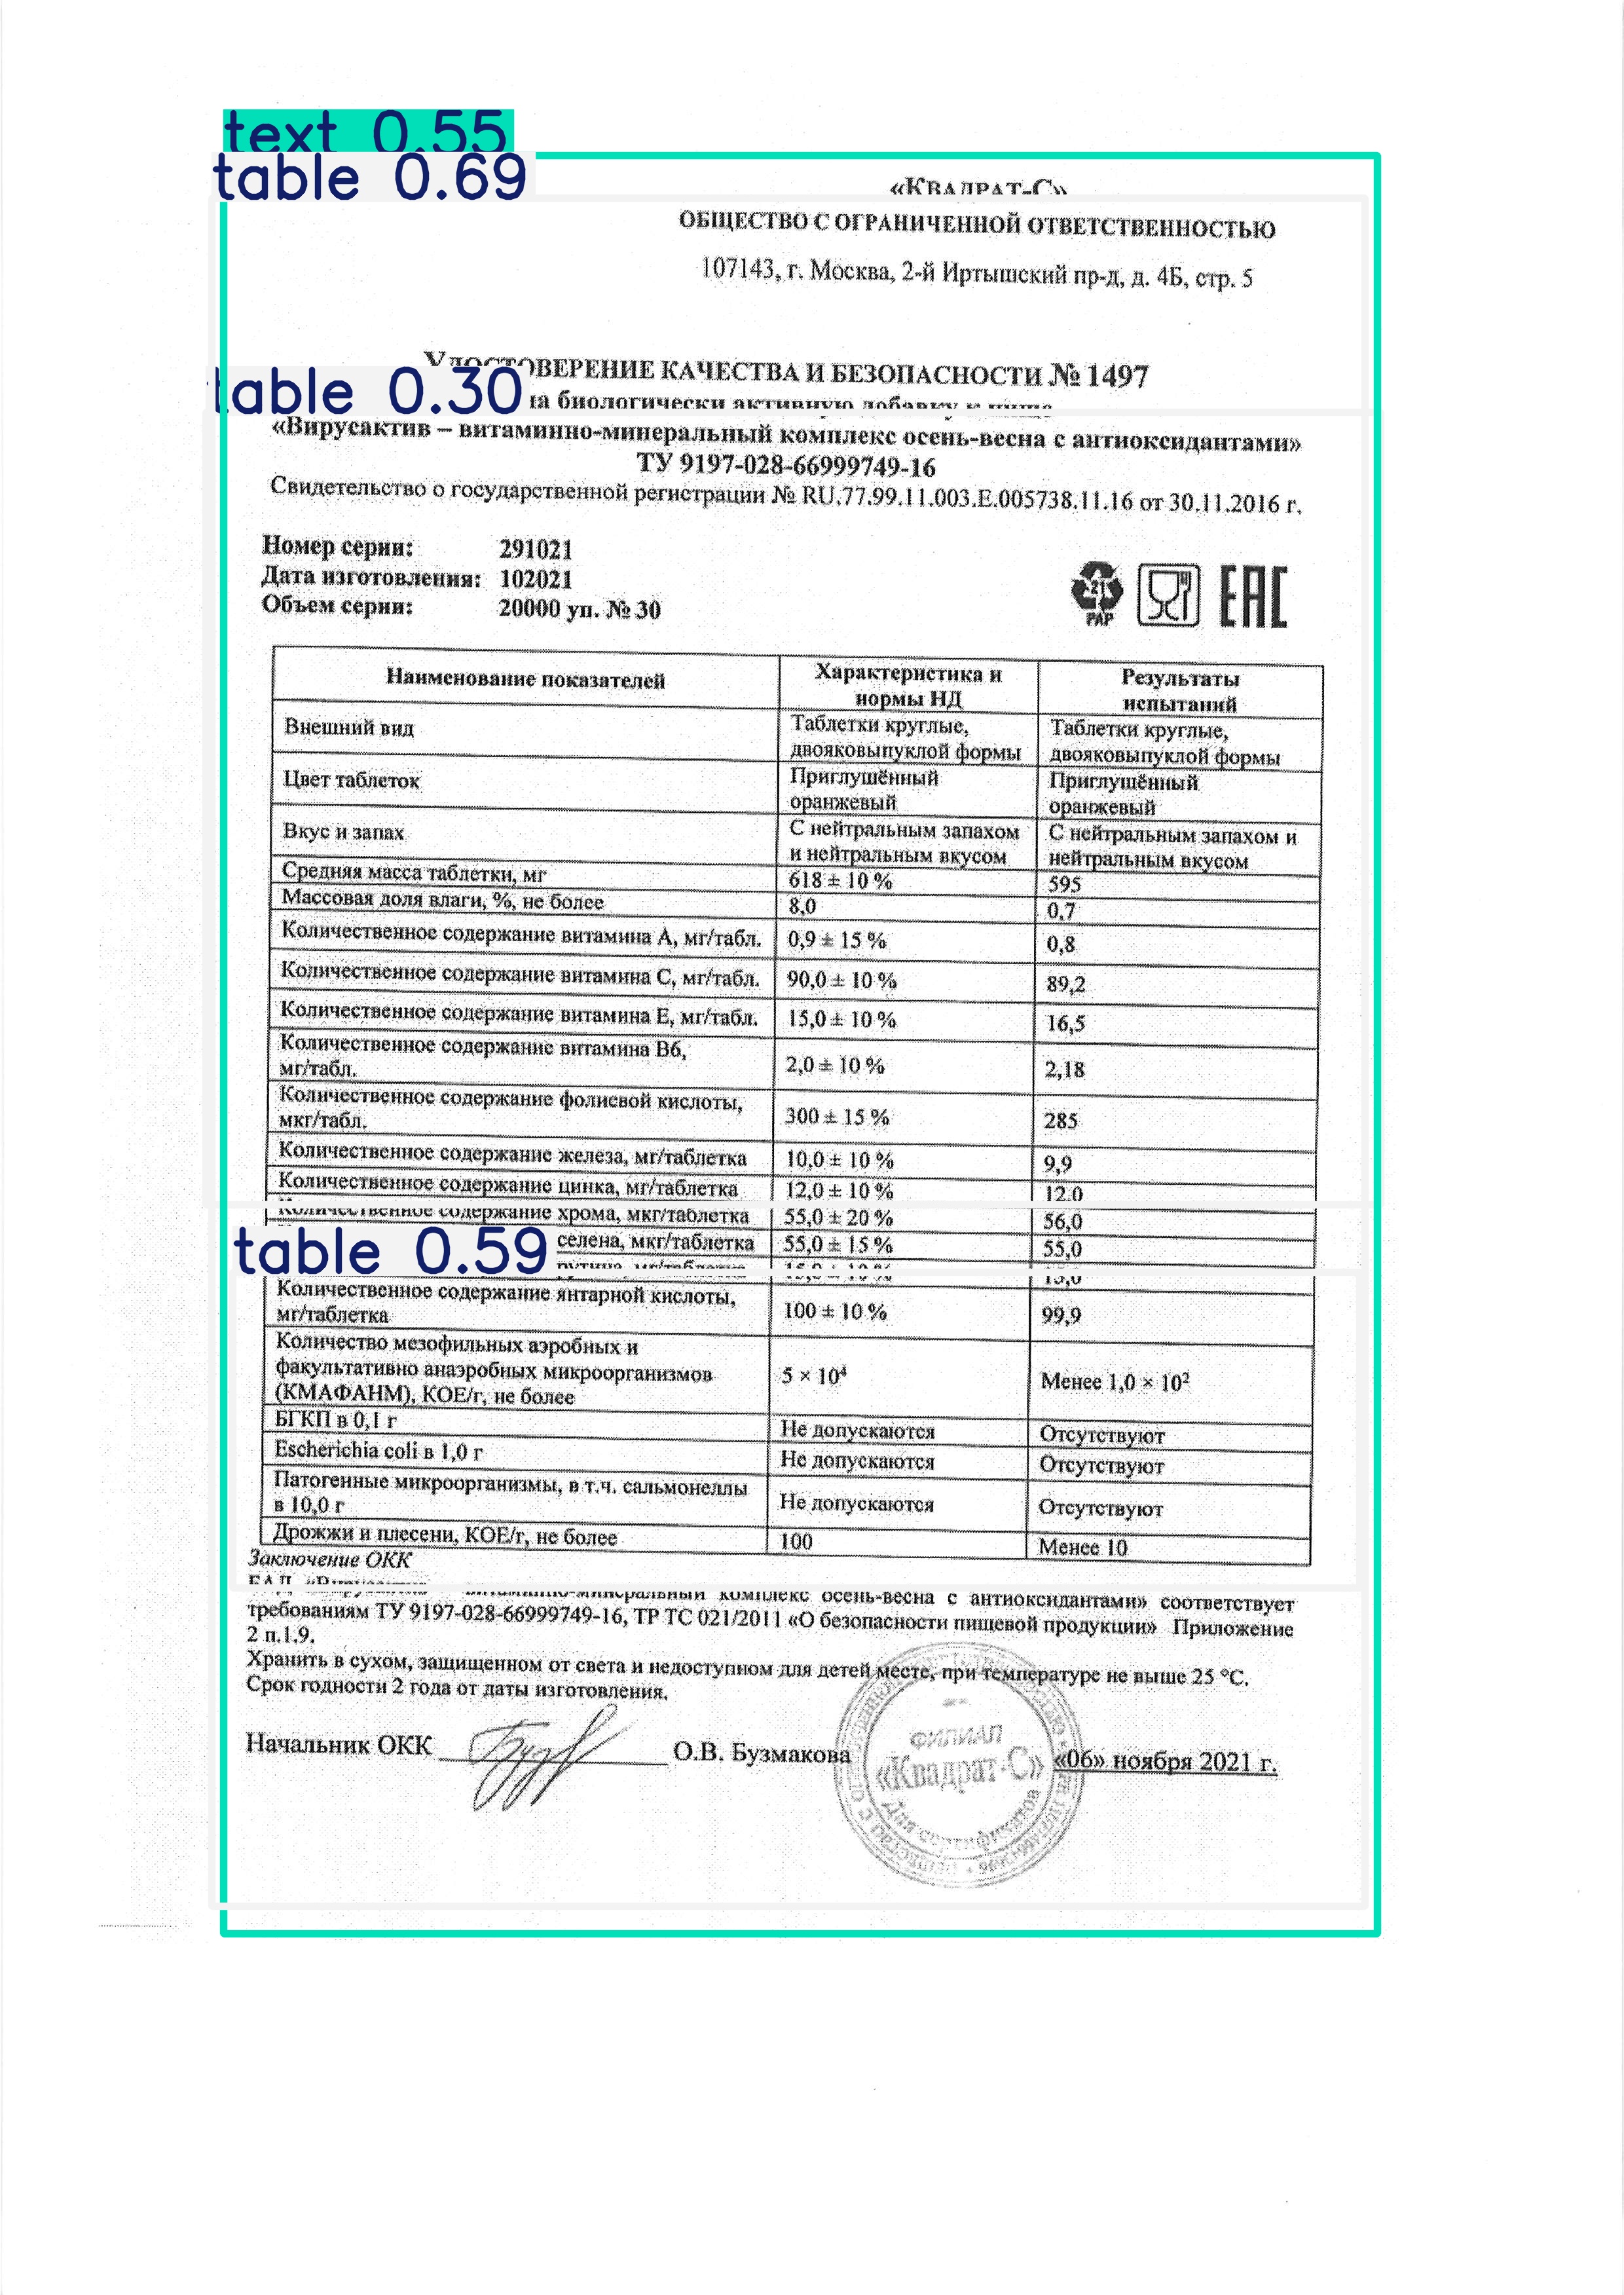 text 0.55
table 0.69
«КВАДРАТ-С»
ОБЩЕСТВО С ОГРАНИЧЕННОЙ ОТВЕТСТВЕННОСТЬЮ
107143, г. Москва, 2-й Иртышский пр-д, д. 4Б, стр. 5
УДОСТОВЕРЕНИЕ КАЧЕСТВА И БЕЗОПАСНОСТИ № 1497
table 0.30
на биологически активную добавку к пище
«Вирусактив – витаминно-минеральный комплекс осень-весна с антиоксидантами»
ТУ 9197-028-66999749-16
Свидетельство о государственной регистрации № RU.77.99.11.003.Е.005738.11.16 от 30.11.2016 г.
Номер серии: 291021
Дата изготовления: 102021
Объем серии: 20000 уп. № 30
21 PAP EAC
Наименование показателей Характеристика и нормы НД Результаты испытаний
Внешний вид Таблетки круглые, двояковыпуклой формы Таблетки круглые, двояковыпуклой формы
Цвет таблеток Приглушённый оранжевый Приглушённый оранжевый
Вкус и запах С нейтральным запахом и нейтральным вкусом С нейтральным запахом и нейтральным вкусом
Средняя масса таблетки, мг 618 ± 10 % 595
Массовая доля влаги, %, не более 8,0 0,7
Количественное содержание витамина А, мг/табл. 0,9 ± 15 % 0,8
Количественное содержание витамина С, мг/табл. 90,0 ± 10 % 89,2
Количественное содержание витамина Е, мг/табл. 15,0 ± 10 % 16,5
Количественное содержание витамина В6, мг/табл. 2,0 ± 10 % 2,18
Количественное содержание фолиевой кислоты, мкг/табл. 300 ± 15 % 285
Количественное содержание железа, мг/таблетка 10,0 ± 10 % 9,9
Количественное содержание цинка, мг/таблетка 12,0 ± 10 % 12,0
Количественное содержание хрома, мкг/таблетка 55,0 ± 20 % 56,0
table 0.59
селена, мкг/таблетка 55,0 ± 15 % 55,0
рутина, мг/таблетка 15,0 ± 10 % 15,0
Количественное содержание янтарной кислоты, мг/таблетка 100 ± 10 % 99,9
Количество мезофильных аэробных и факультативно анаэробных микроорганизмов (КМАФАНМ), КОЕ/г, не более 5 × 10⁴ Менее 1,0 × 10²
БГКП в 0,1 г Не допускаются Отсутствуют
Escherichia coli в 1,0 г Не допускаются Отсутствуют
Патогенные микроорганизмы, в т.ч. сальмонеллы в 10,0 г Не допускаются Отсутствуют
Дрожжи и плесени, КОЕ/г, не более 100 Менее 10
Заключение ОКК
БАД «Вирусактив витаминно-минеральный комплекс осень-весна с антиоксидантами» соответствует
требованиям ТУ 9197-028-66999749-16, ТР ТС 021/2011 «О безопасности пищевой продукции» Приложение
2 п.1.9.
Хранить в сухом, защищенном от света и недоступном для детей месте, при температуре не выше 25 °С.
Срок годности 2 года от даты изготовления.
Начальник ОКК О.В. Бузмакова «06» ноября 2021 г.
ФИЛИАЛ
«Квадрат-С»
Для сертификатов